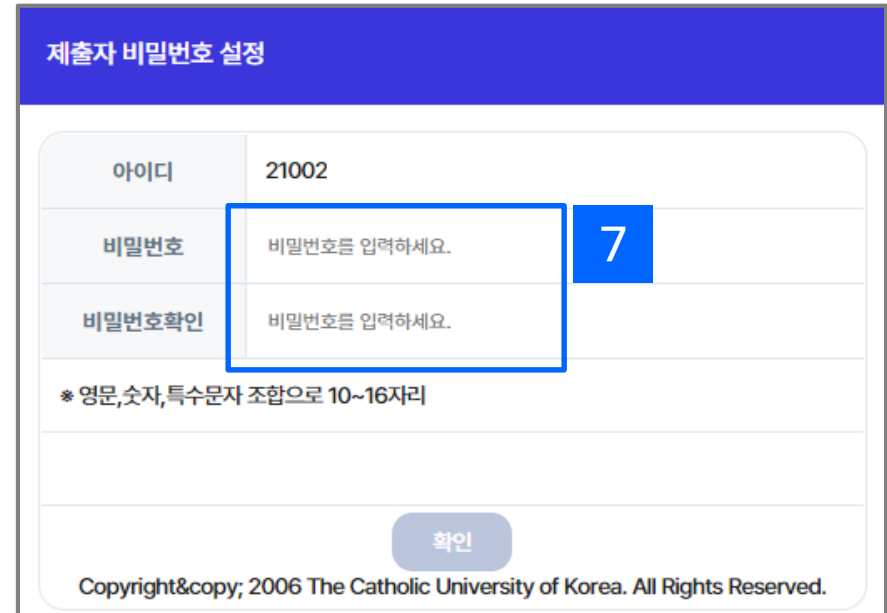 제출자 비밀번호 설정
아이디 21002
비밀번호 비밀번호를 입력하세요. 7
비밀번호확인 비밀번호를 입력하세요.
※ 영문,숫자,특수문자 조합으로 10~16자리
확인
Copyright&copy; 2006 The Catholic University of Korea. All Rights Reserved.